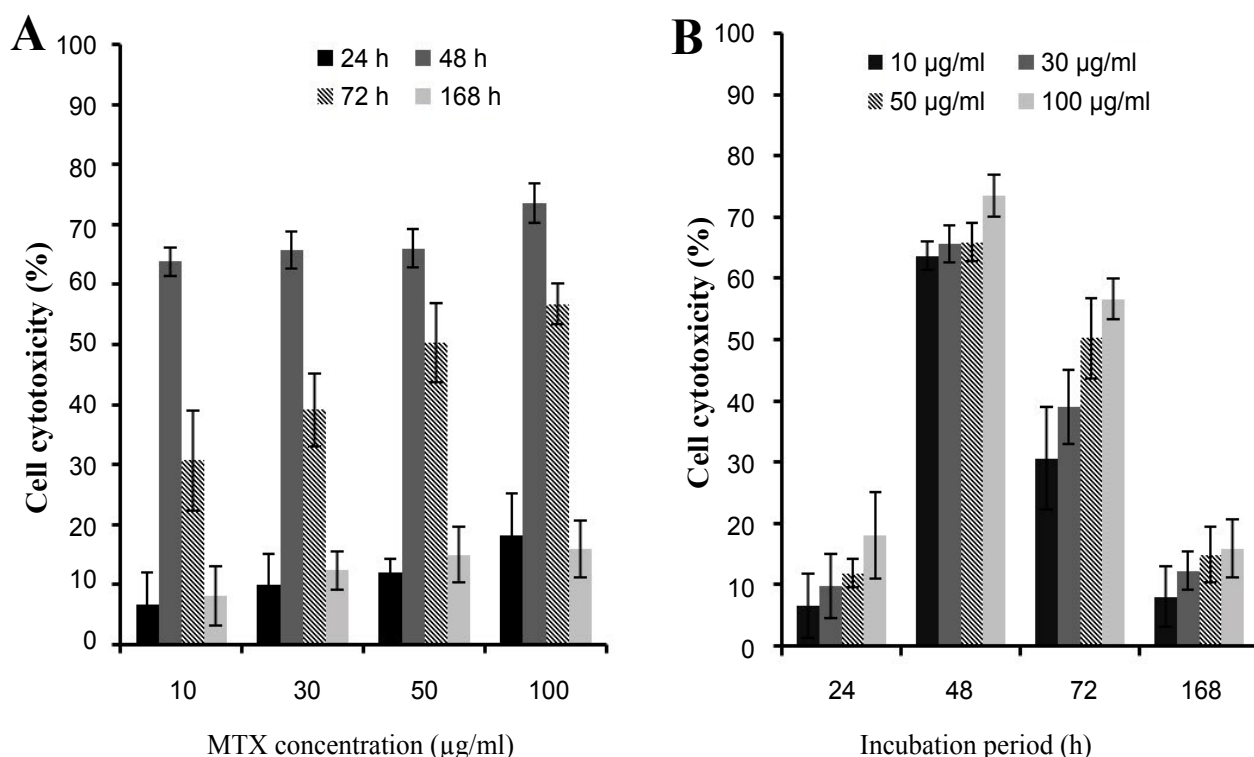 A
24 h 48 h
72 h 168 h
100
90
80
70
60
50
40
30
20
10
0
Cell cytotoxicity (%)
10 30 50 100
MTX concentration (µg/ml)
B
10 µg/ml 30 µg/ml
50 µg/ml 100 µg/ml
100
90
80
70
60
50
40
30
20
10
0
Cell cytotoxicity (%)
24 48 72 168
Incubation period (h)